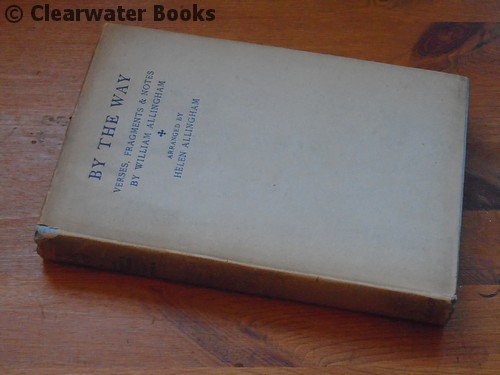 © Clearwater Books
BY THE WAY
VERSES, FRAGMENTS & NOTES
BY WILLIAM ALLINGHAM
ARRANGED BY
HELEN ALLINGHAM